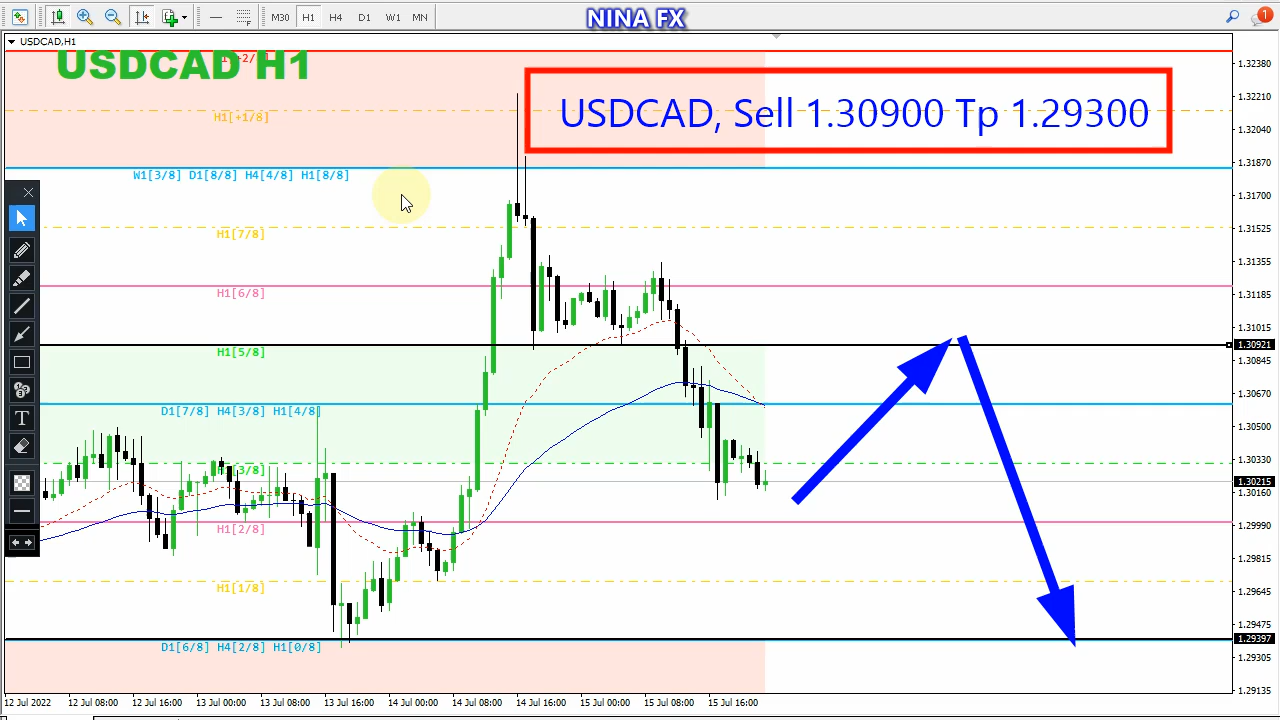 M30 H1 H4 D1 W1 MN
NINA FX
1
USDCAD,H1
USDCAD H1
USDCAD, Sell 1.30900 Tp 1.29300
H1[+1/8]
W1[3/8] D1[8/8] H4[4/8] H1[8/8]
H1[7/8]
H1[6/8]
H1[5/8]
D1[7/8] H4[3/8] H1[4/8]
H1[3/8]
H1[2/8]
H1[1/8]
D1[6/8] H4[2/8] H1[0/8]
T
1.32380
1.32210
1.32040
1.31870
1.31700
1.31525
1.31355
1.31185
1.31015
1.30921
1.30845
1.30670
1.30500
1.30330
1.30215
1.30160
1.29990
1.29815
1.29645
1.29475
1.29397
1.29305
1.29135
12 Jul 2022 12 Jul 08:00 12 Jul 16:00 13 Jul 00:00 13 Jul 08:00 13 Jul 16:00 14 Jul 00:00 14 Jul 08:00 14 Jul 16:00 15 Jul 00:00 15 Jul 08:00 15 Jul 16:00